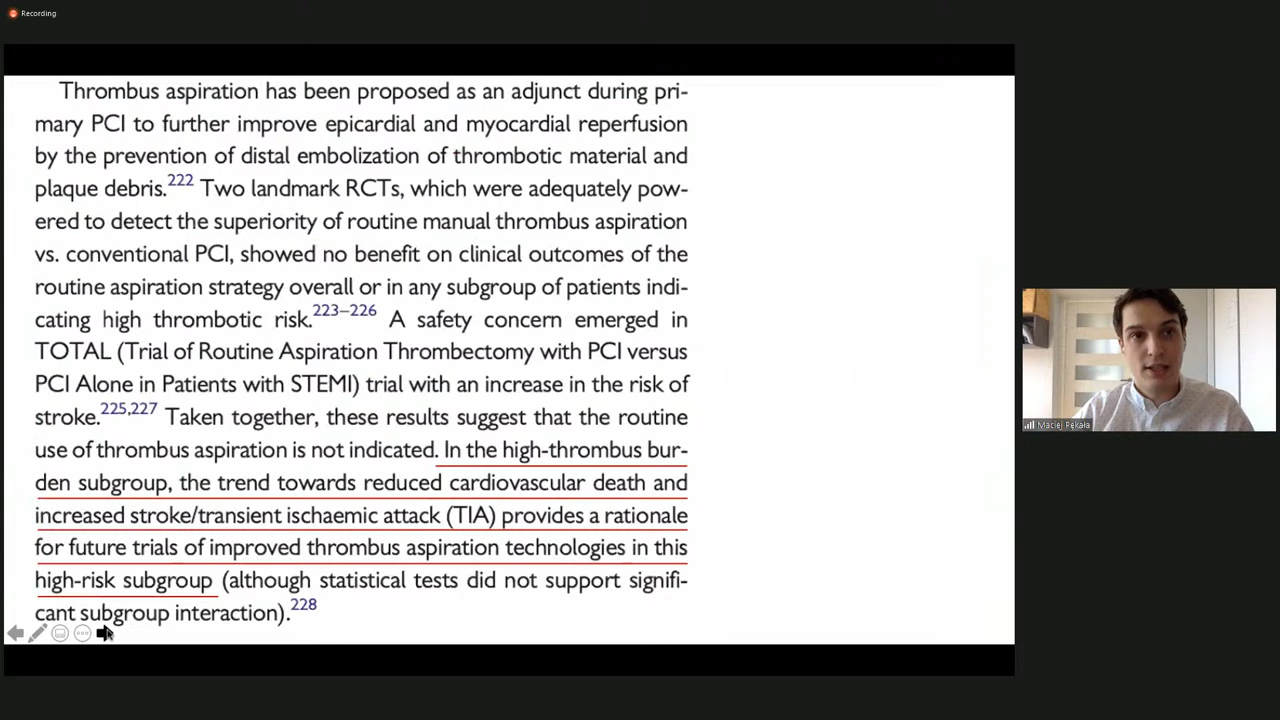 Recording
Thrombus aspiration has been proposed as an adjunct during pri-
mary PCI to further improve epicardial and myocardial reperfusion
by the prevention of distal embolization of thrombotic material and
plaque debris.222 Two landmark RCTs, which were adequately pow-
ered to detect the superiority of routine manual thrombus aspiration
vs. conventional PCI, showed no benefit on clinical outcomes of the
routine aspiration strategy overall or in any subgroup of patients indi-
cating high thrombotic risk.223–226 A safety concern emerged in
TOTAL (Trial of Routine Aspiration Thrombectomy with PCI versus
PCI Alone in Patients with STEMI) trial with an increase in the risk of
stroke.225,227 Taken together, these results suggest that the routine
use of thrombus aspiration is not indicated. In the high-thrombus bur-
den subgroup, the trend towards reduced cardiovascular death and
increased stroke/transient ischaemic attack (TIA) provides a rationale
for future trials of improved thrombus aspiration technologies in this
high-risk subgroup (although statistical tests did not support signifi-
cant subgroup interaction).228
Maciej Pękała